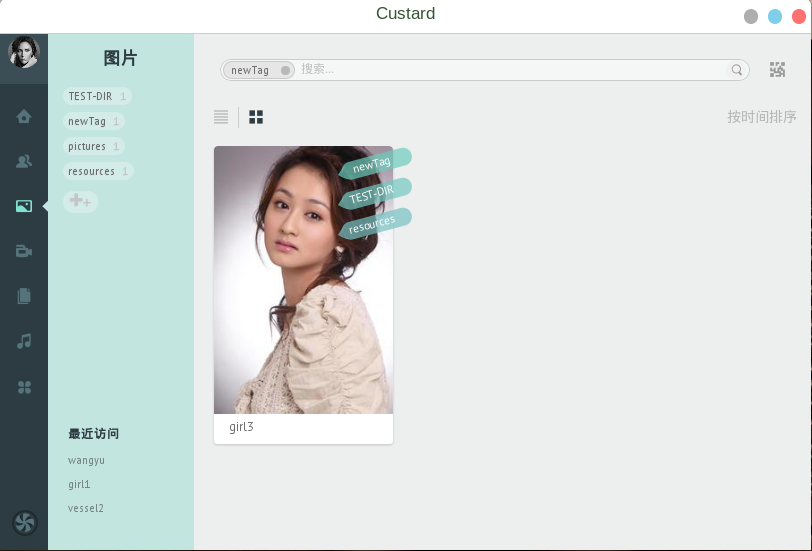 Custard
图片
TEST-DIR 1
newTag 1
pictures 1
resources 1
最近访问
wangyu
girl1
vessel2
newTag 搜索...
按时间排序
newTag
TEST-DIR
resources
girl3